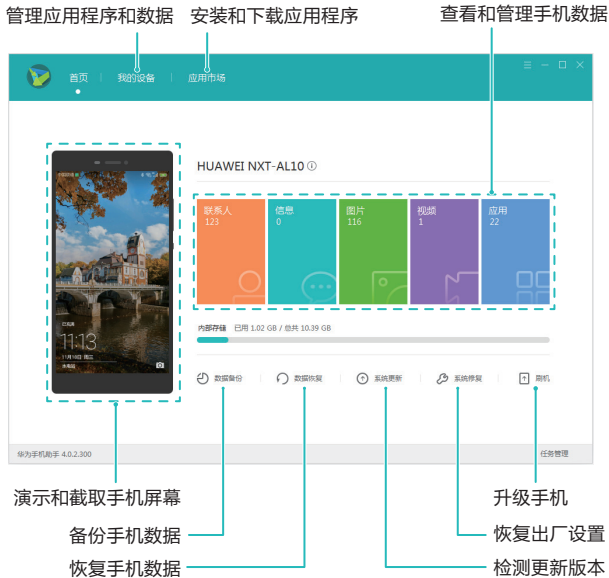 管理应用程序和数据 安装和下载应用程序 查看和管理手机数据
首页 我的设备 应用市场
HUAWEI NXT-AL10
联系人 信息 图片 视频 应用
123 0 116 1 22
内部存储 已用 1.02 GB / 总共 10.39 GB
11:13
数据备份 数据恢复 系统更新 系统修复 刷机
华为手机助手 4.0.2.300 任务管理
演示和截取手机屏幕 升级手机
备份手机数据 恢复出厂设置
恢复手机数据 检测更新版本